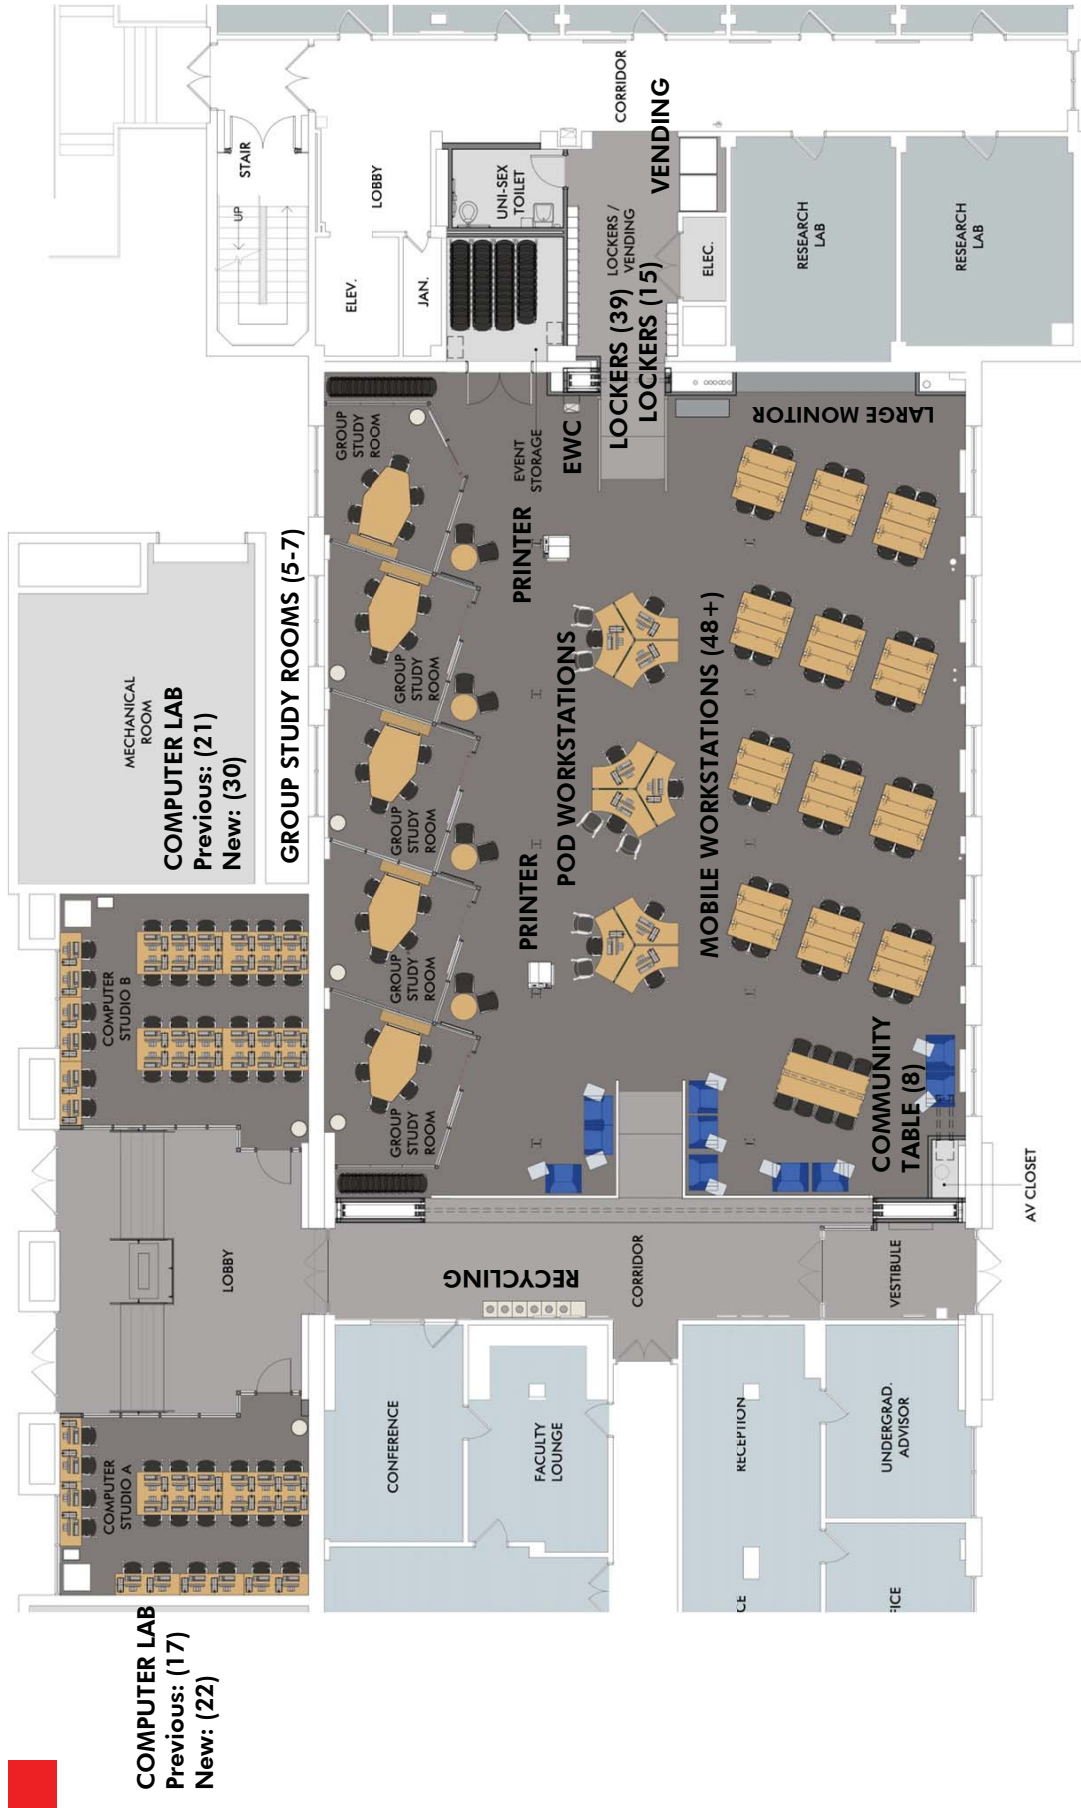 COMPUTER LAB
Previous: (17)
New: (22)
COMPUTER
STUDIO A
LOBBY
COMPUTER
STUDIO B
COMPUTER LAB
Previous: (21)
New: (30)
MECHANICAL
ROOM
GROUP STUDY ROOMS (5-7)
STAIR
UP
LOBBY
ELEV.
JAN.
UNI-SEX
TOILET
GROUP
STUDY
ROOM
GROUP
STUDY
ROOM
GROUP
STUDY
ROOM
GROUP
STUDY
ROOM
GROUP
STUDY
ROOM
CONFERENCE
FACULTY
LOUNGE
RECYCLING
CORRIDOR
PRINTER
PRINTER
POD WORKSTATIONS
EVENT
STORAGE
EWC
LOCKERS (39)
LOCKERS (15)
LOCKERS /
VENDING
VENDING
CORRIDOR
ELEC.
MOBILE WORKSTATIONS (48+)
LARGE MONITOR
RESEARCH
LAB
RESEARCH
LAB
CE
RECEPTION
FICE
UNDERGRAD.
ADVISOR
VESTIBULE
COMMUNITY
TABLE (8)
AV CLOSET